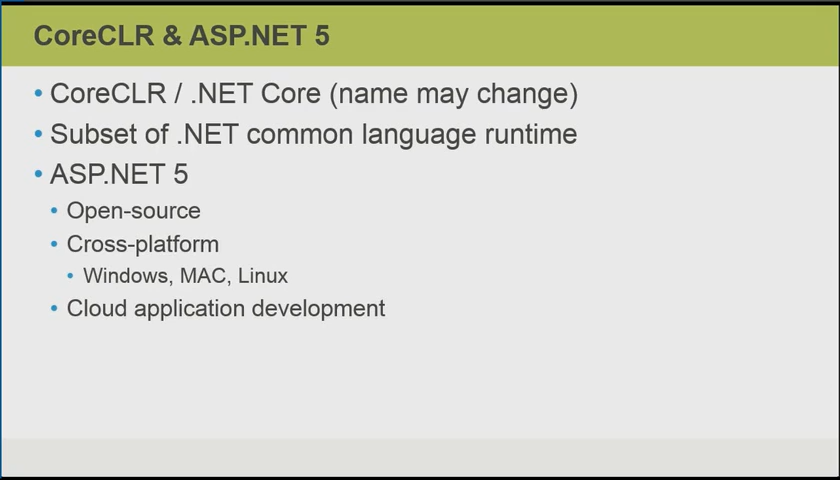 CoreCLR & ASP.NET 5
• CoreCLR / .NET Core (name may change)
• Subset of .NET common language runtime
• ASP.NET 5
• Open-source
• Cross-platform
• Windows, MAC, Linux
• Cloud application development